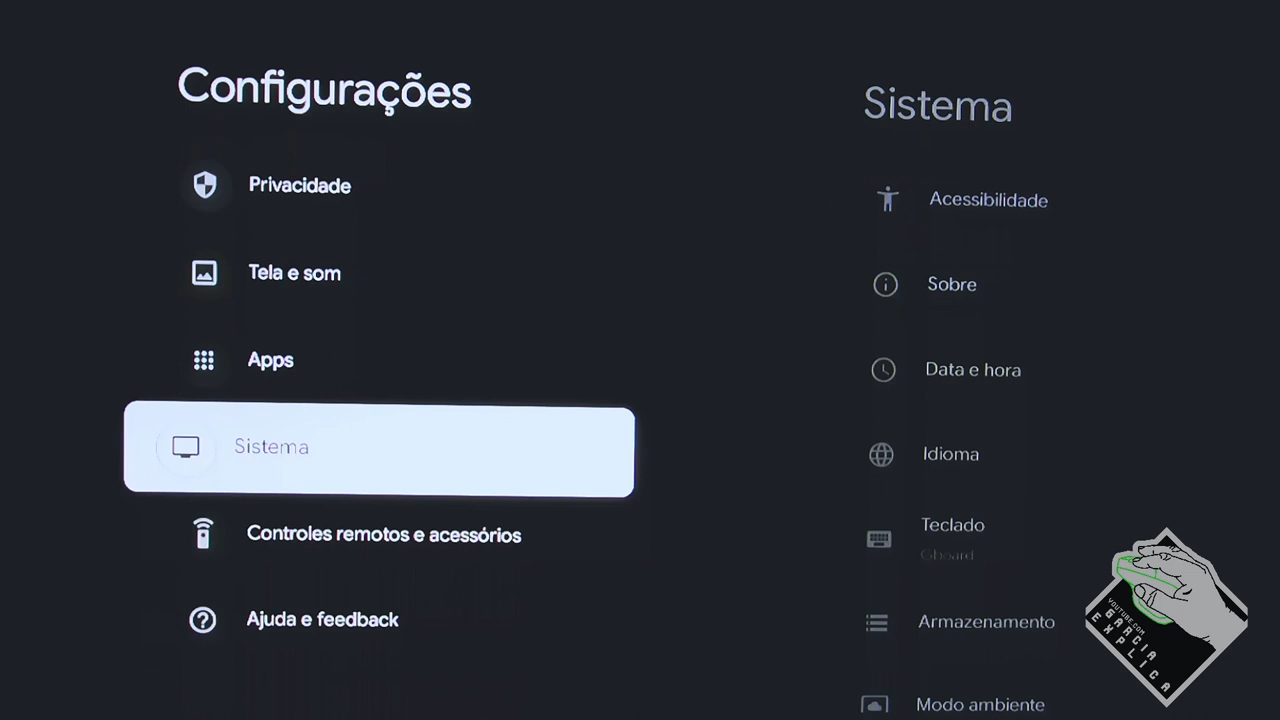 Configurações
Privacidade
Tela e som
Apps
Sistema
Controles remotos e acessórios
Ajuda e feedback
Sistema
Acessibilidade
Sobre
Data e hora
Idioma
Teclado
Gboard
Armazenamento
Modo ambiente
YOUTUBE.COM
GARCIA
EXPLICA